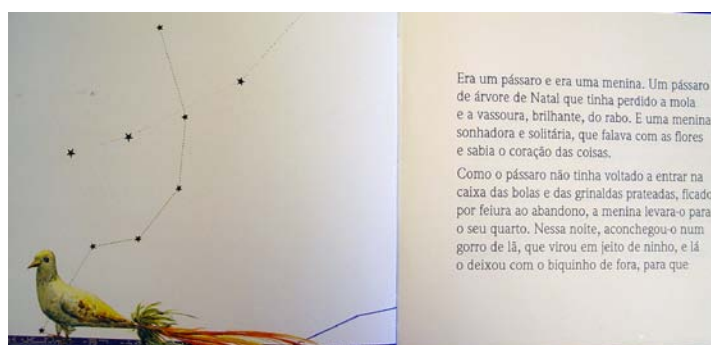 Era um pássaro e era uma menina. Um pássaro
de árvore de Natal que tinha perdido a mola
e a vassoura, brilhante, do rabo. E uma menina
sonhadora e solitária, que falava com as flores
e sabia o coração das coisas.
Como o pássaro não tinha voltado a entrar na
caixa das bolas e das grinaldas prateadas, ficado
por feiura ao abandono, a menina levara-o para
o seu quarto. Nessa noite, aconchegou-o num
gorro de lã, que virou em jeito de ninho, e lá
o deixou com o biquinho de fora, para que